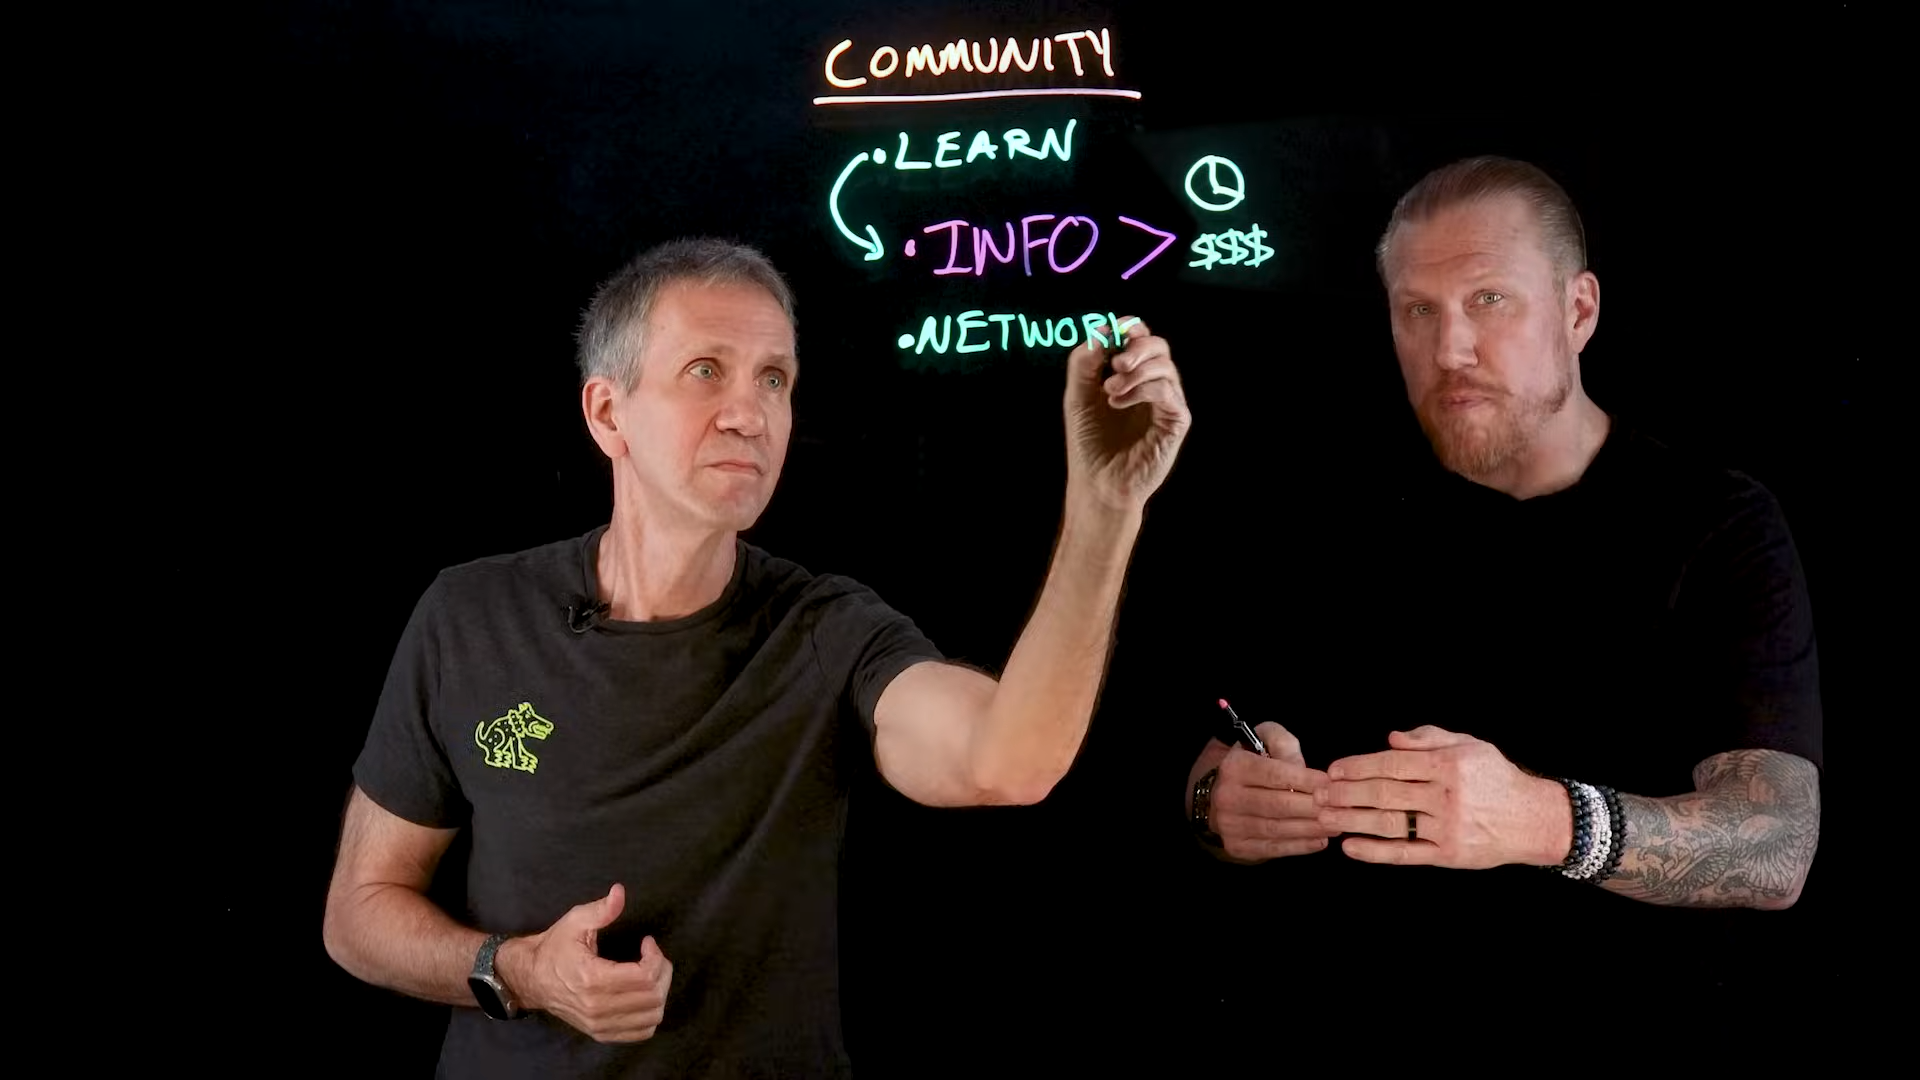 COMMUNITY
• LEARN
• INFO > $$$
• NETWORK